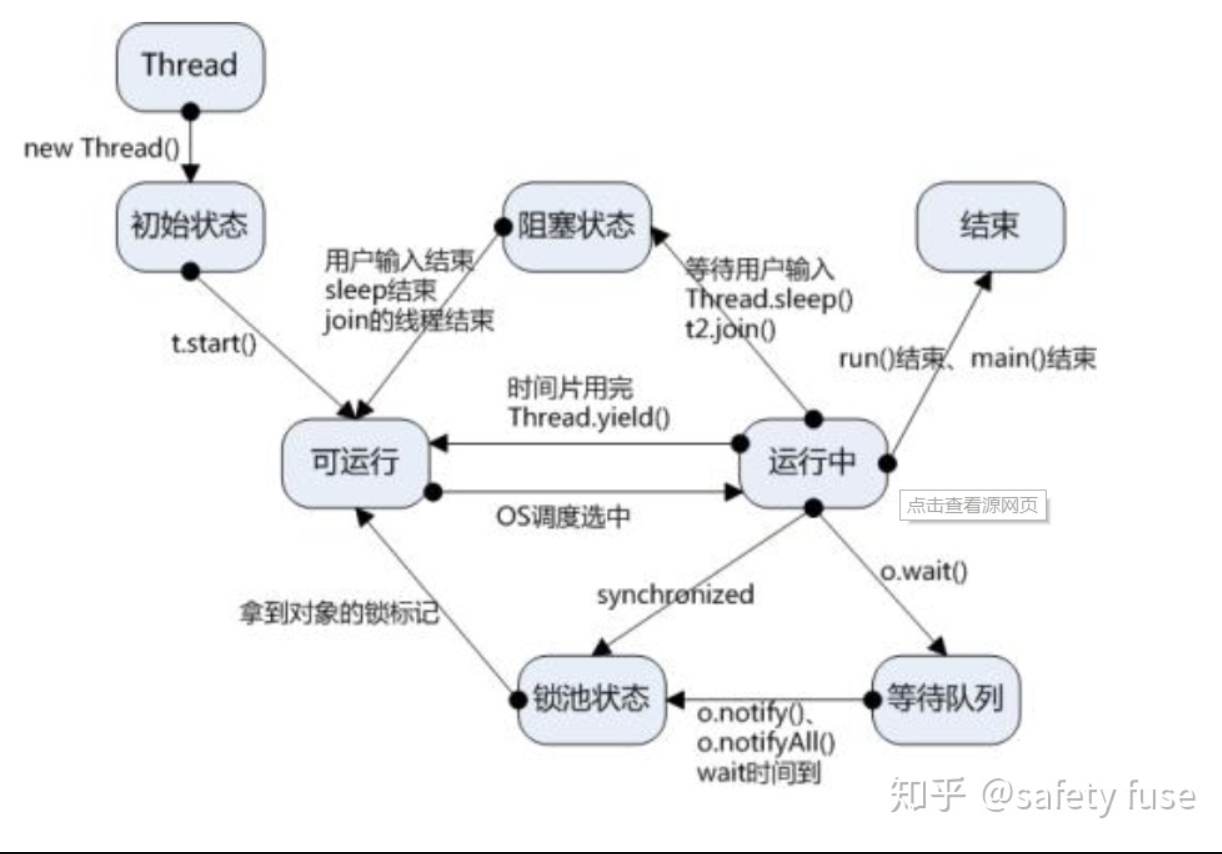 Thread
new Thread()
初始状态
阻塞状态
结束
用户输入结束
sleep结束
join的线程结束
等待用户输入
Thread.sleep()
t2.join()
t.start()
run()结束、main()结束
时间片用完
Thread.yield()
可运行
运行中
OS调度选中
点击查看源网页
synchronized
o.wait()
拿到对象的锁标记
锁池状态
等待队列
o.notify()、
o.notifyAll()
wait时间到
知乎 @safety fuse